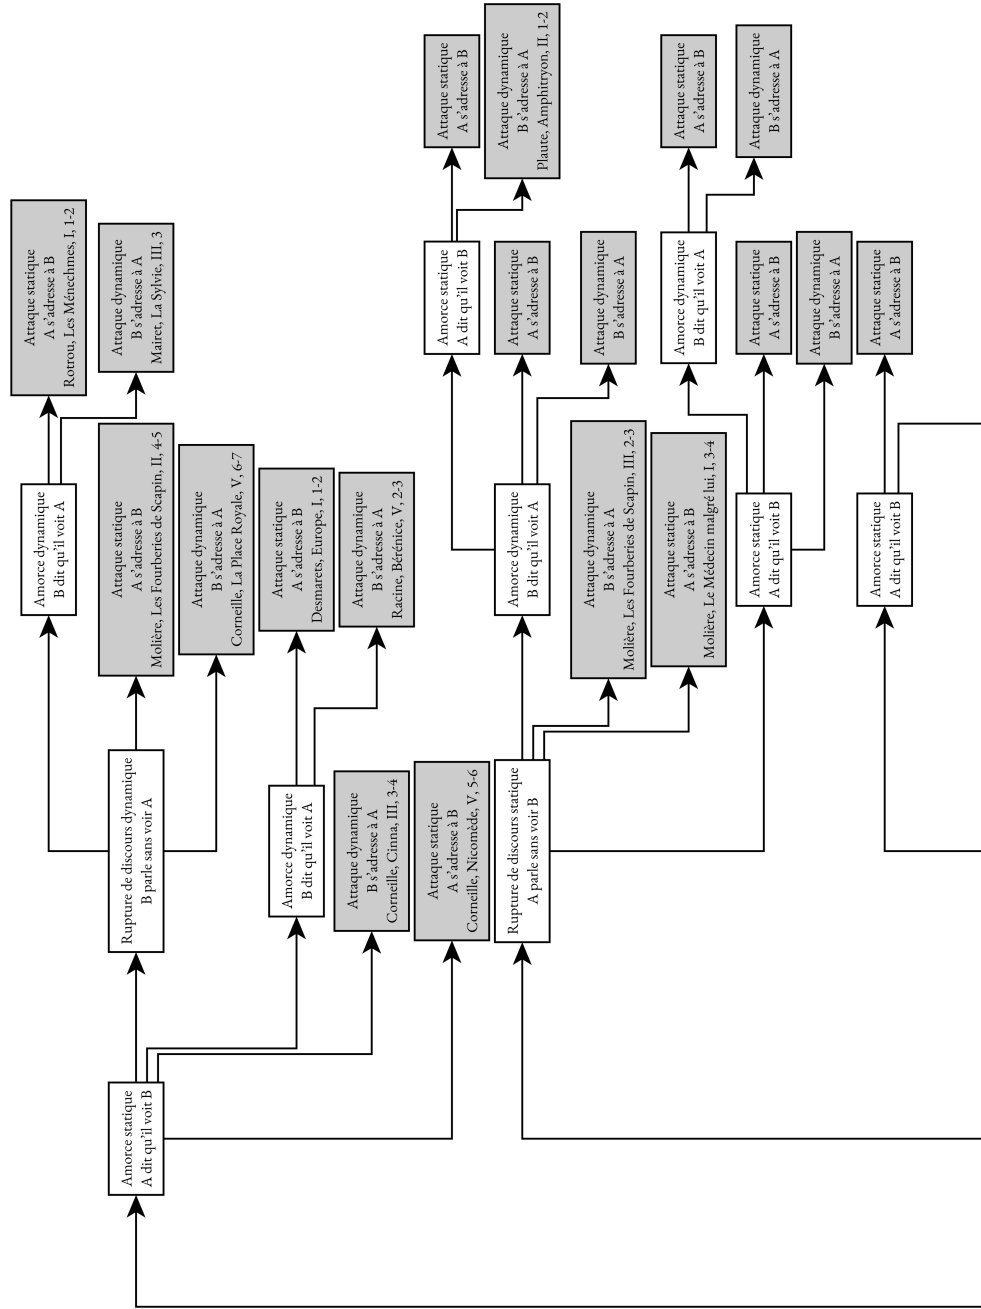 Amorce statique
A dit qu'il voit B
Rupture de discours dynamique
B parle sans voir A
Amorce dynamique
B dit qu'il voit A
Attaque statique
A s'adresse à B
Rotrou, Les Ménechmes, I, 1-2
Attaque dynamique
B s'adresse à A
Mairet, La Sylvie, III, 3
Attaque statique
A s'adresse à B
Molière, Les Fourberies de Scapin, II, 4-5
Attaque dynamique
B s'adresse à A
Corneille, La Place Royale, V, 6-7
Amorce dynamique
B dit qu'il voit A
Attaque statique
A s'adresse à B
Desmarets, Europe, I, 1-2
Attaque dynamique
B s'adresse à A
Racine, Bérénice, V, 2-3
Attaque dynamique
B s'adresse à A
Corneille, Cinna, III, 3-4
Attaque statique
A s'adresse à B
Corneille, Nicomède, V, 5-6
Rupture de discours statique
A parle sans voir B
Amorce dynamique
B dit qu'il voit A
Amorce statique
A dit qu'il voit B
Attaque statique
A s'adresse à B
Attaque dynamique
B s'adresse à A
Plaute, Amphitryon, II, 1-2
Attaque statique
A s'adresse à B
Attaque dynamique
B s'adresse à A
Attaque dynamique
B s'adresse à A
Molière, Les Fourberies de Scapin, III, 2-3
Attaque statique
A s'adresse à B
Molière, Le Médecin malgré lui, I, 3-4
Amorce statique
A dit qu'il voit B
Amorce dynamique
B dit qu'il voit A
Attaque statique
A s'adresse à B
Attaque dynamique
B s'adresse à A
Attaque statique
A s'adresse à B
Attaque dynamique
B s'adresse à A
Amorce statique
A dit qu'il voit B
Attaque statique
A s'adresse à B